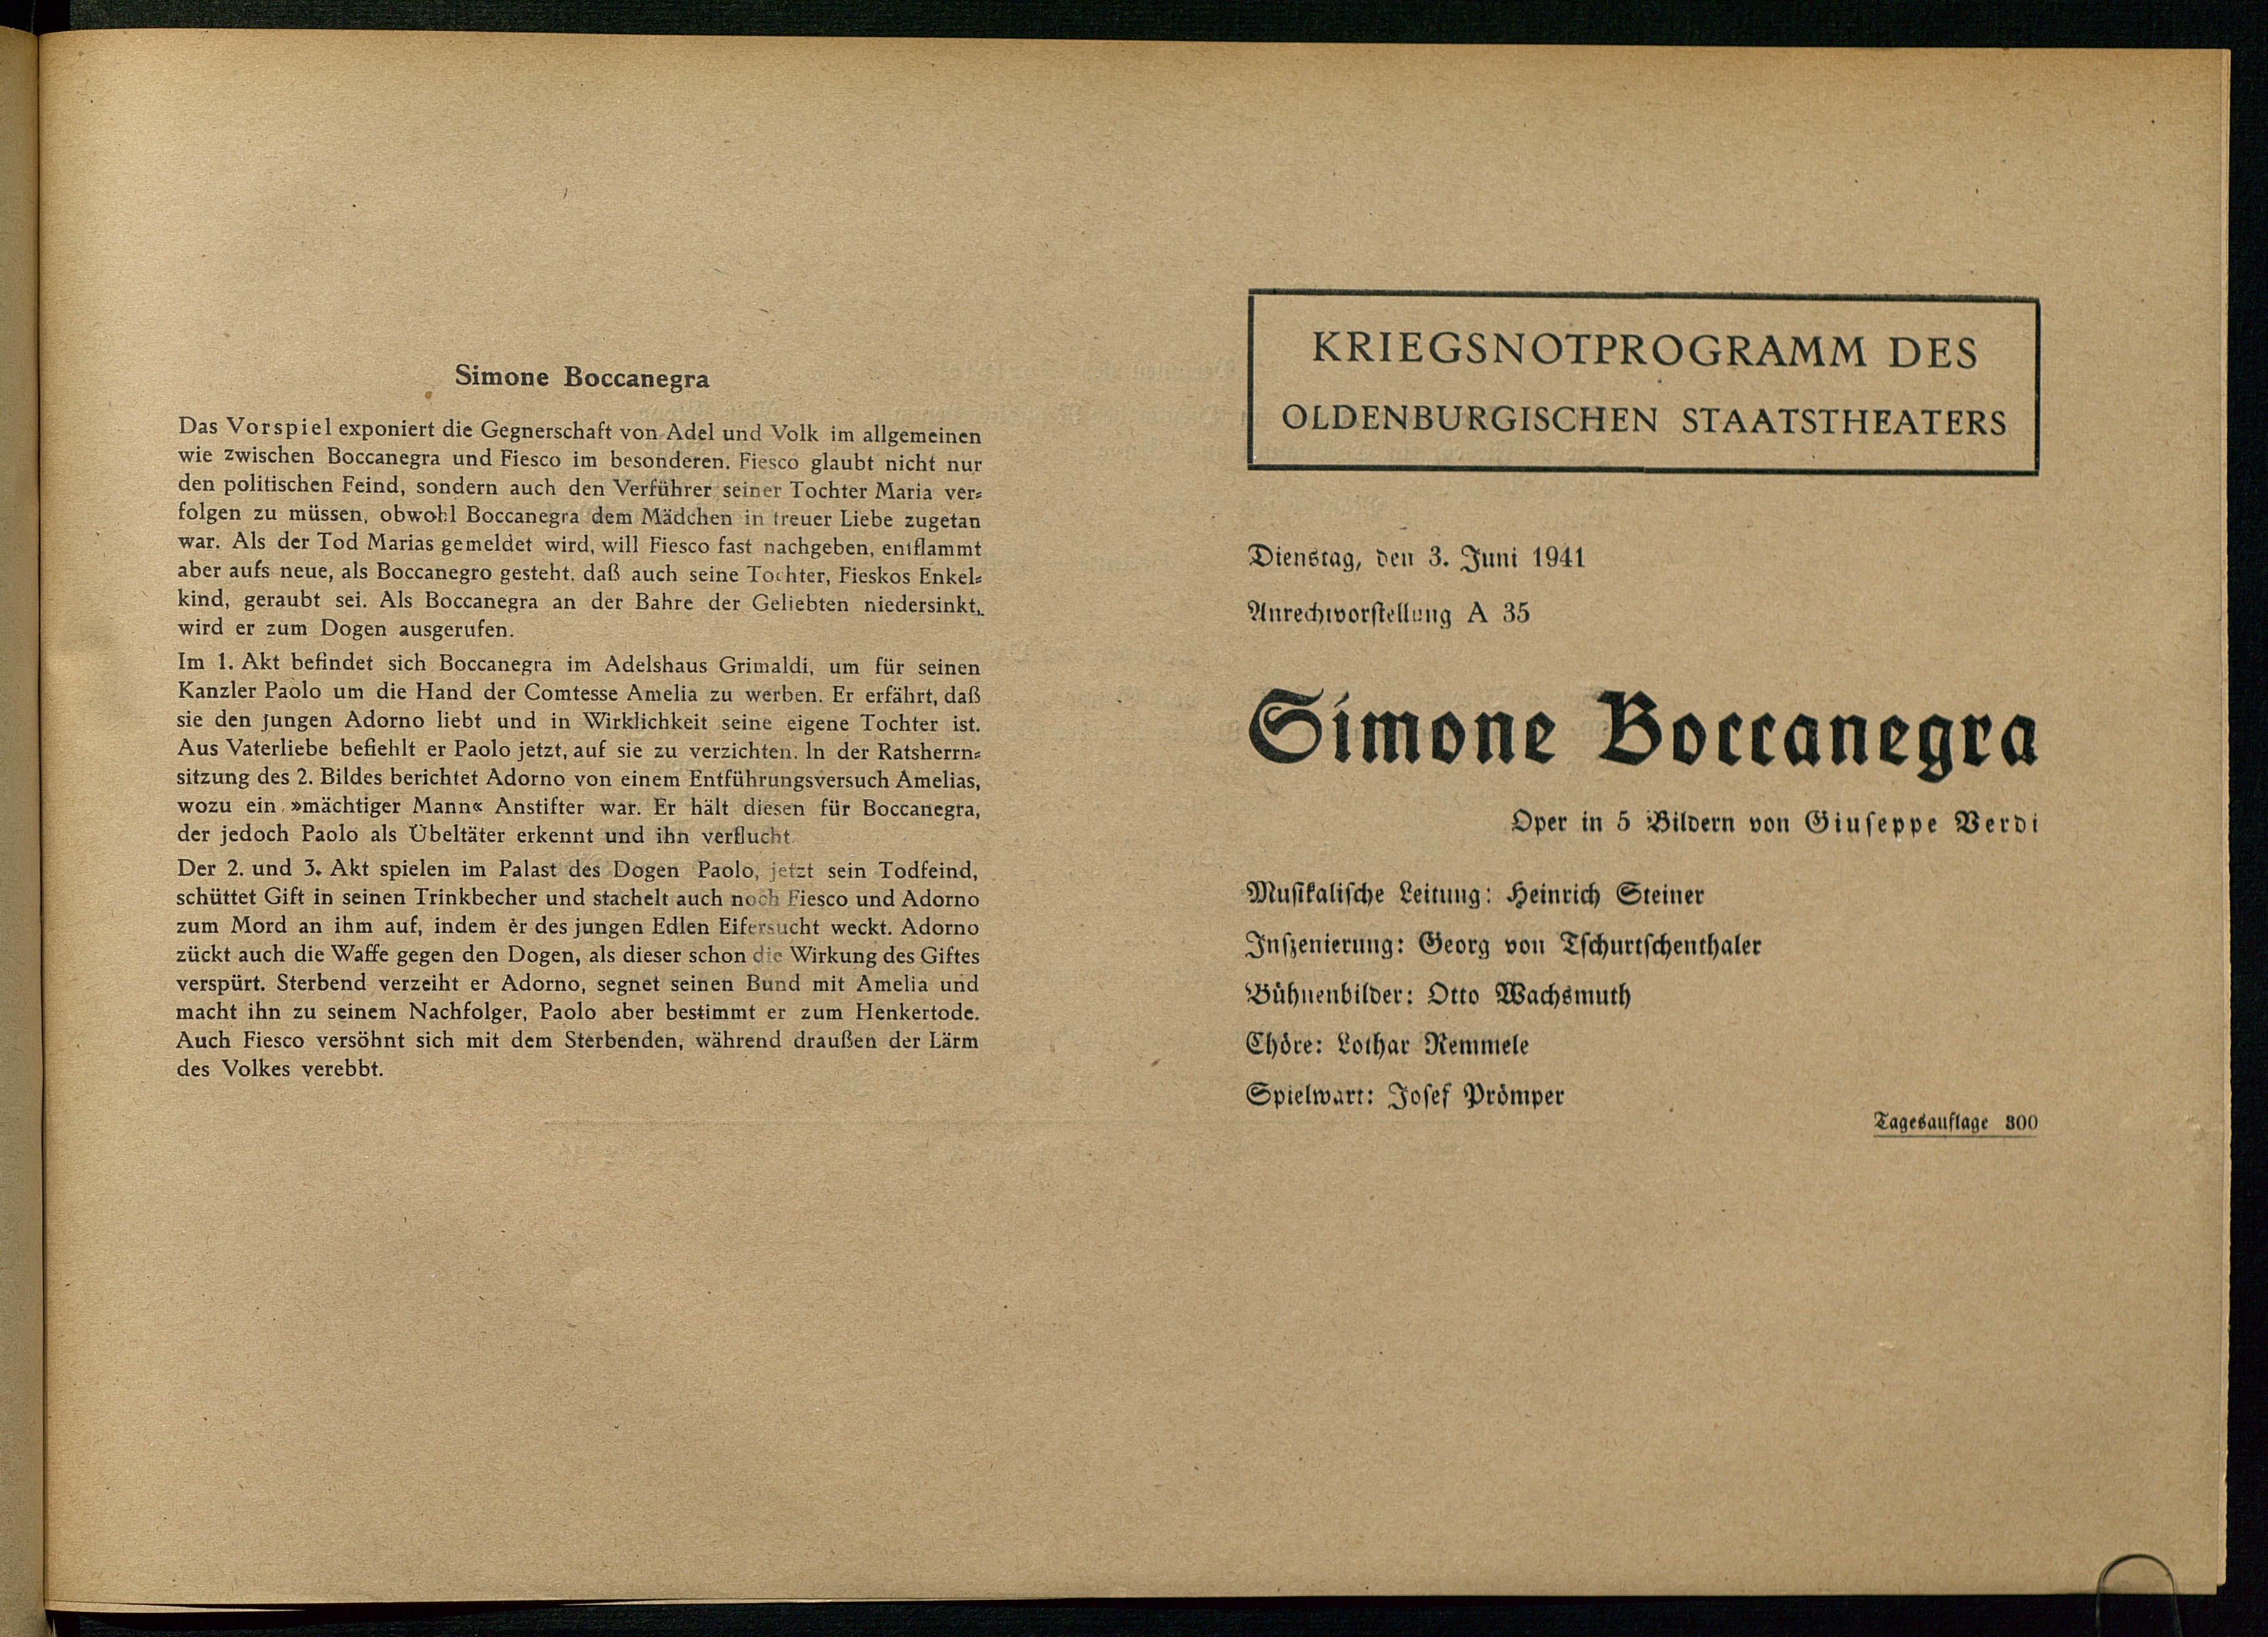 Simone Boccanegra
Das Vorspiel exponiert die Gegnerschaft von Adel und Volk im allgemeinen
wie zwischen Boccanegra und Fiesco im besonderen. Fiesco glaubt nicht nur
den politischen Feind, sondern auch den Verführer seiner Tochter Maria ver-
folgen zu müssen, obwohl Boccanegra dem Mädchen in treuer Liebe zugetan
war. Als der Tod Marias gemeldet wird, will Fiesco fast nachgeben, entflammt
aber aufs neue, als Boccanegro gesteht, daß auch seine Tochter, Fieskos Enkel-
kind, geraubt sei. Als Boccanegra an der Bahre der Geliebten niedersinkt,
wird er zum Dogen ausgerufen.
Im 1. Akt befindet sich Boccanegra im Adelshaus Grimaldi, um für seinen
Kanzler Paolo um die Hand der Comtesse Amelia zu werben. Er erfährt, daß
sie den jungen Adorno liebt und in Wirklichkeit seine eigene Tochter ist.
Aus Vaterliebe befiehlt er Paolo jetzt, auf sie zu verzichten. In der Ratsherrn-
sitzung des 2. Bildes berichtet Adorno von einem Entführungsversuch Amelias,
wozu ein »mächtiger Mann« Anstifter war. Er hält diesen für Boccanegra,
der jedoch Paolo als Übeltäter erkennt und ihn verflucht.
Der 2. und 3. Akt spielen im Palast des Dogen Paolo, jetzt sein Todfeind,
schüttet Gift in seinen Trinkbecher und stachelt auch noch Fiesco und Adorno
zum Mord an ihm auf, indem er des jungen Edlen Eifersucht weckt. Adorno
zückt auch die Waffe gegen den Dogen, als dieser schon die Wirkung des Giftes
verspürt. Sterbend verzeiht er Adorno, segnet seinen Bund mit Amelia und
macht ihn zu seinem Nachfolger, Paolo aber bestimmt er zum Henkertode.
Auch Fiesco versöhnt sich mit dem Sterbenden, während draußen der Lärm
des Volkes verebbt.
KRIEGSNOTPROGRAMM DES
OLDENBURGISCHEN STAATSTHEATERS
Dienstag, den 3. Juni 1941
Anrechtvorstellung A 35
Simone Boccanegra
Oper in 5 Bildern von Giuseppe Verdi
Musikalische Leitung: Heinrich Steiner
Inszenierung: Georg von Tschurtschenthaler
Bühnenbilder: Otto Wachsmuth
Chöre: Lothar Remmele
Spielwart: Josef Prömper
Tagesauflage 300